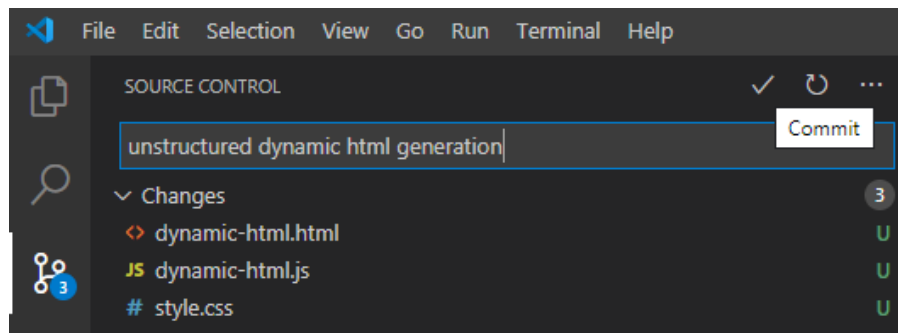 File Edit Selection View Go Run Terminal Help
SOURCE CONTROL
Commit
unstructured dynamic html generation
Changes 3
<> dynamic-html.html U
JS dynamic-html.js U
3
# style.css U